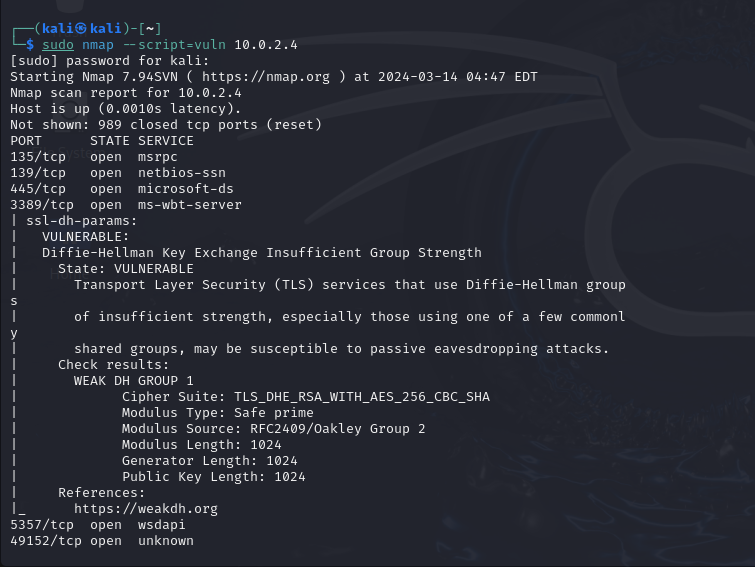 ┌──(kali㉿kali)-[~]
└─$ sudo nmap --script=vuln 10.0.2.4
[sudo] password for kali:
Starting Nmap 7.94SVN ( https://nmap.org ) at 2024-03-14 04:47 EDT
Nmap scan report for 10.0.2.4
Host is up (0.0010s latency).
Not shown: 989 closed tcp ports (reset)
PORT      STATE SERVICE
135/tcp   open  msrpc
139/tcp   open  netbios-ssn
445/tcp   open  microsoft-ds
3389/tcp  open  ms-wbt-server
| ssl-dh-params:
|   VULNERABLE:
|   Diffie-Hellman Key Exchange Insufficient Group Strength
|     State: VULNERABLE
|       Transport Layer Security (TLS) services that use Diffie-Hellman group
s
|       of insufficient strength, especially those using one of a few commonl
y
|       shared groups, may be susceptible to passive eavesdropping attacks.
|     Check results:
|       WEAK DH GROUP 1
|             Cipher Suite: TLS_DHE_RSA_WITH_AES_256_CBC_SHA
|             Modulus Type: Safe prime
|             Modulus Source: RFC2409/Oakley Group 2
|             Modulus Length: 1024
|             Generator Length: 1024
|             Public Key Length: 1024
|     References:
|_      https://weakdh.org
5357/tcp  open  wsdapi
49152/tcp open  unknown